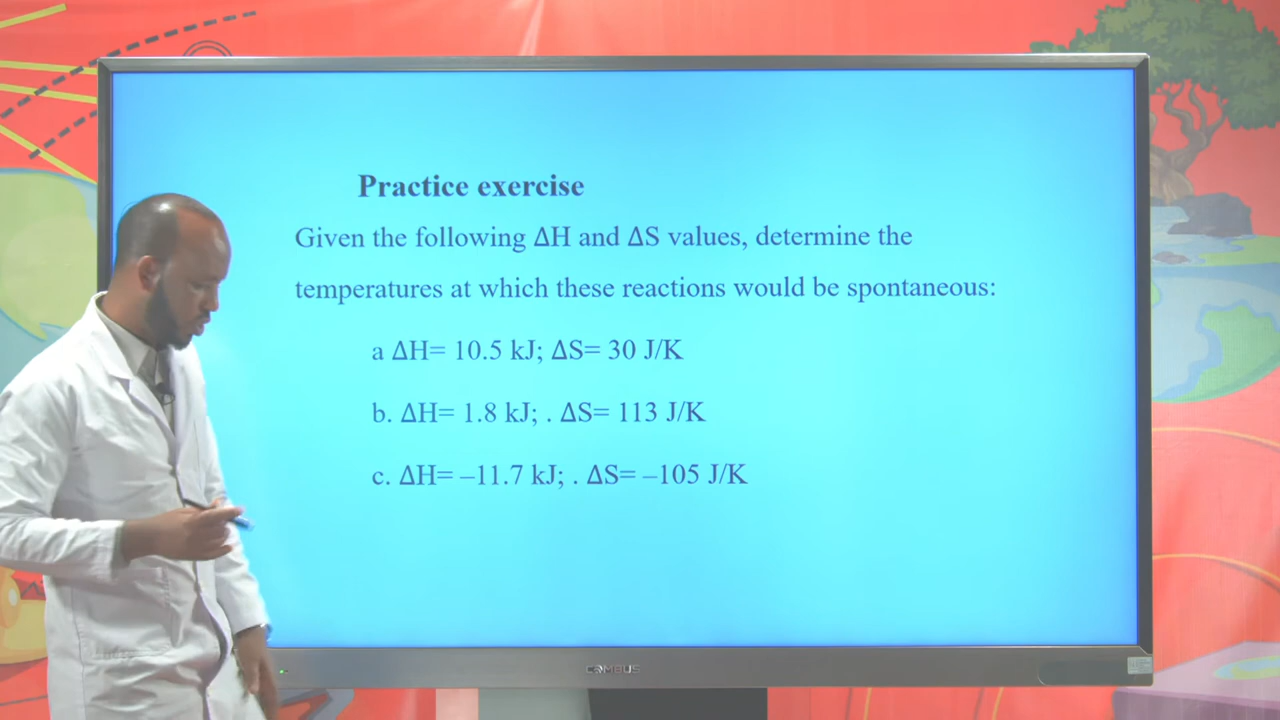 Practice exercise
Given the following ΔH and ΔS values, determine the
temperatures at which these reactions would be spontaneous:
a ΔH= 10.5 kJ; ΔS= 30 J/K
b. ΔH= 1.8 kJ; . ΔS= 113 J/K
c. ΔH= –11.7 kJ; . ΔS= –105 J/K